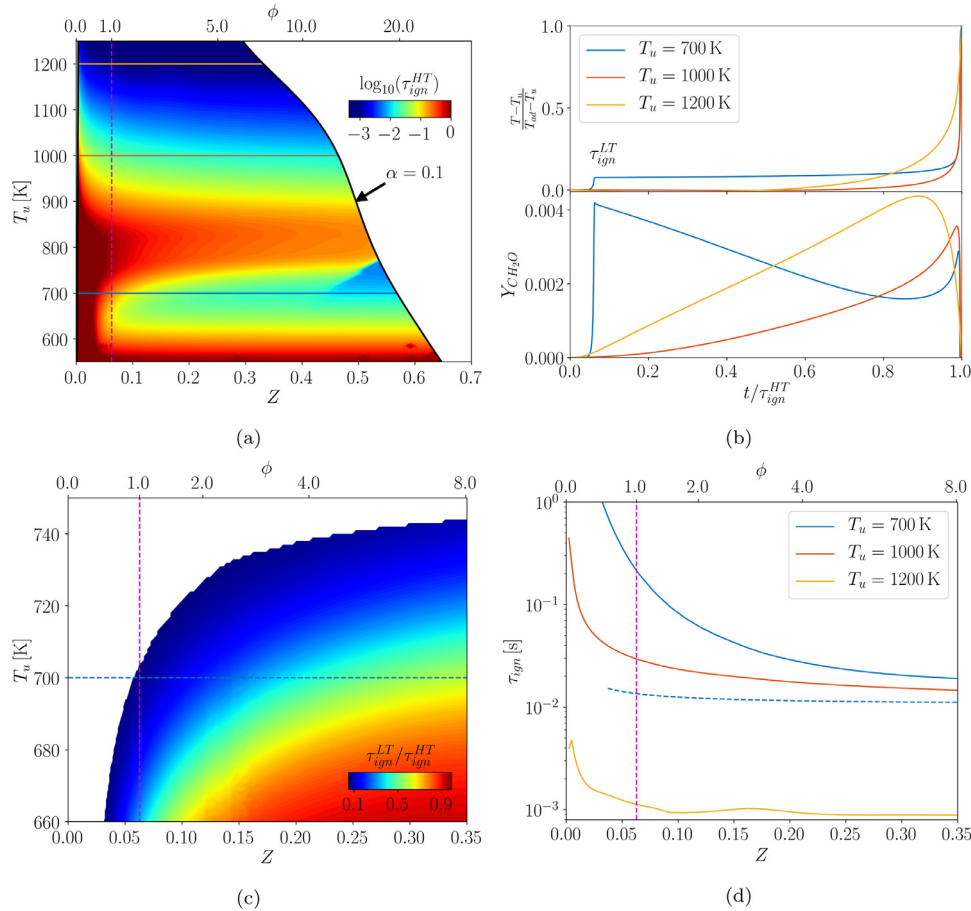 ϕ
0.0 1.0 7.0 10.0 20.0
log₁₀(τ_ign^HT)
−3 −2 −1 0
α = 0.1
T_u [K]
1200
1100
1000
900
800
700
600
0.0 0.1 0.2 0.3 0.4 0.5 0.6 0.7
Z
(a)
T_u = 700 K
T_u = 1000 K
T_u = 1200 K
(T−T_u)/(T_ad−T_u)
1.0
0.5
0.0
τ_ign^LT
Y_CH₂O
0.004
0.002
0.000
0.0 0.2 0.4 0.6 0.8 1.0
t/τ_ign^HT
(b)
ϕ
0.0 1.0 2.0 4.0 8.0
T_u [K]
740
720
700
680
660
τ_ign^LT/τ_ign^HT
0.1 0.5 0.9
0.00 0.05 0.10 0.15 0.20 0.25 0.30 0.35
Z
(c)
ϕ
0.0 1.0 2.0 4.0 8.0
T_u = 700 K
T_u = 1000 K
T_u = 1200 K
τ_ign [s]
10⁰
10⁻¹
10⁻²
10⁻³
0.00 0.05 0.10 0.15 0.20 0.25 0.30 0.35
Z
(d)